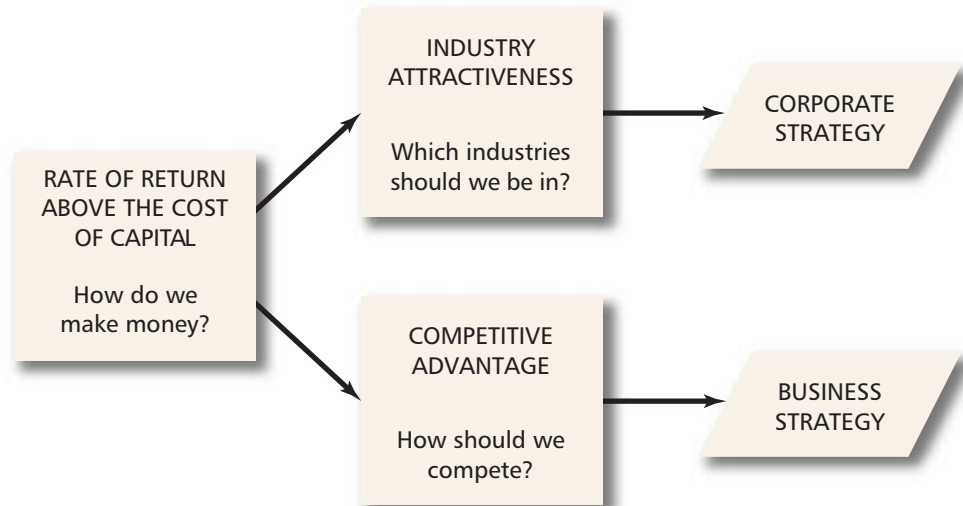 RATE OF RETURN
ABOVE THE COST
OF CAPITAL
How do we
make money?
INDUSTRY
ATTRACTIVENESS
Which industries
should we be in?
CORPORATE
STRATEGY
COMPETITIVE
ADVANTAGE
How should we
compete?
BUSINESS
STRATEGY